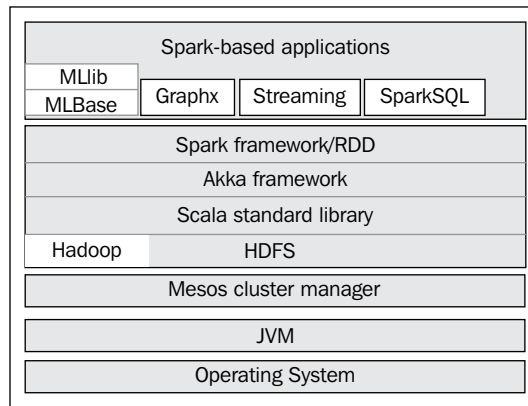 Spark-based applications
MLlib
MLBase
Graphx
Streaming
SparkSQL
Spark framework/RDD
Akka framework
Scala standard library
Hadoop
HDFS
Mesos cluster manager
JVM
Operating System